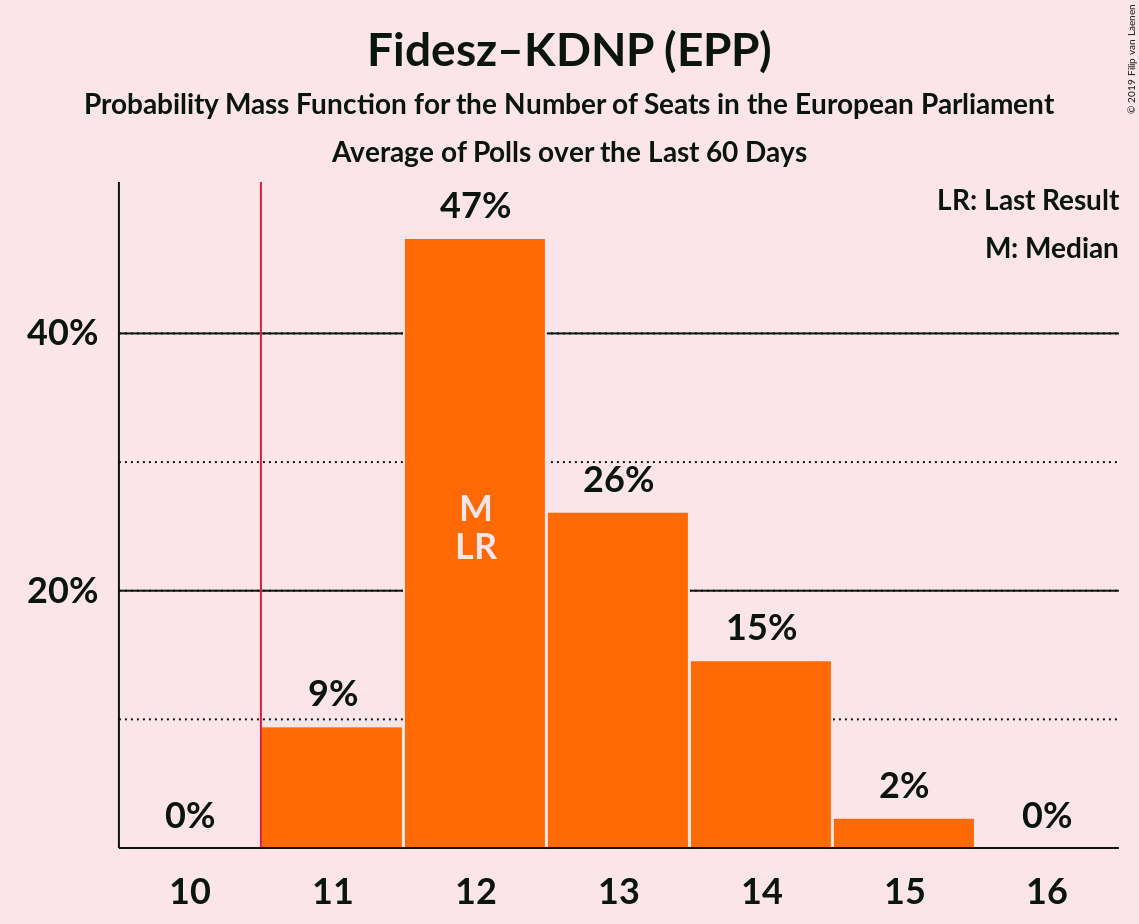 Fidesz–KDNP (EPP)
Probability Mass Function for the Number of Seats in the European Parliament
Average of Polls over the Last 60 Days
© 2019 Filip van Laenen
LR: Last Result
M: Median
47%
40%
26%
M
LR
20%
15%
9%
2%
0%
0%
10 11 12 13 14 15 16